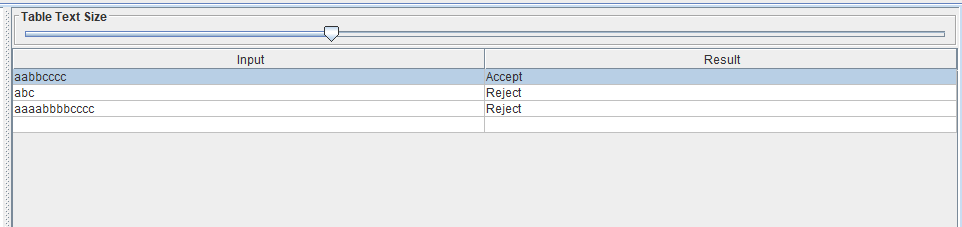 Table Text Size
Input Result
aabbcccc Accept
abc Reject
aaaabbbbcccc Reject